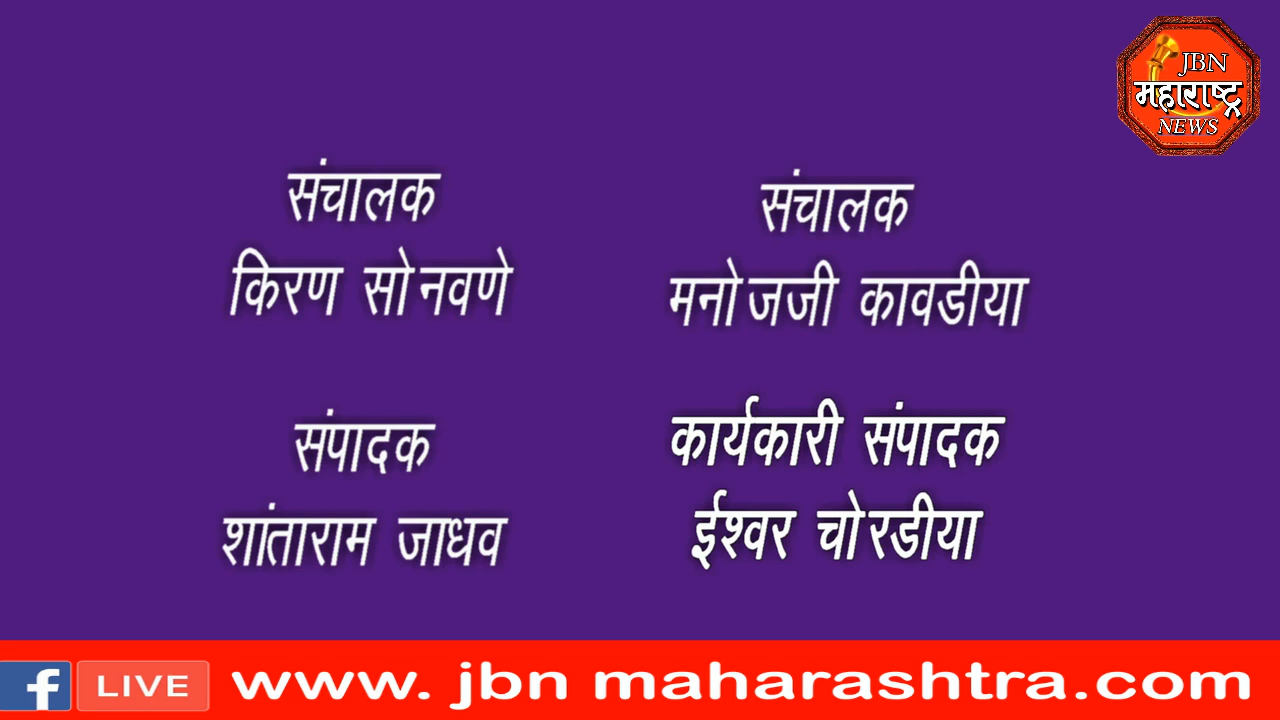 JBN
महाराष्ट्र
NEWS
संचालक
किरण सोनवणे
संचालक
मनोजजी कावडीया
संपादक
शांताराम जाधव
कार्यकारी संपादक
ईश्वर चोरडीया
f LIVE www. jbn maharashtra.com